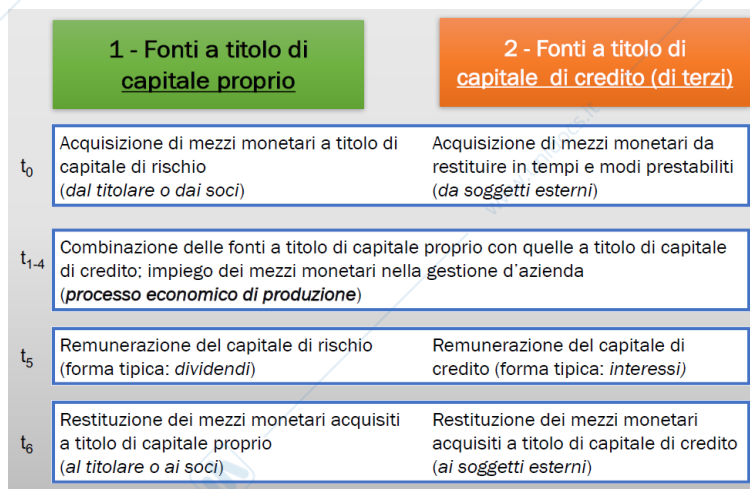 1 - Fonti a titolo di
capitale proprio
2 - Fonti a titolo di
capitale di credito (di terzi)
t0
Acquisizione di mezzi monetari a titolo di
capitale di rischio
(dal titolare o dai soci)
Acquisizione di mezzi monetari da
restituire in tempi e modi prestabiliti
(da soggetti esterni)
t1-4
Combinazione delle fonti a titolo di capitale proprio con quelle a titolo di capitale
di credito; impiego dei mezzi monetari nella gestione d'azienda
(processo economico di produzione)
t5
Remunerazione del capitale di rischio
(forma tipica: dividendi)
Remunerazione del capitale di
credito (forma tipica: interessi)
t6
Restituzione dei mezzi monetari acquisiti
a titolo di capitale proprio
(al titolare o ai soci)
Restituzione dei mezzi monetari
acquisiti a titolo di capitale di credito
(ai soggetti esterni)